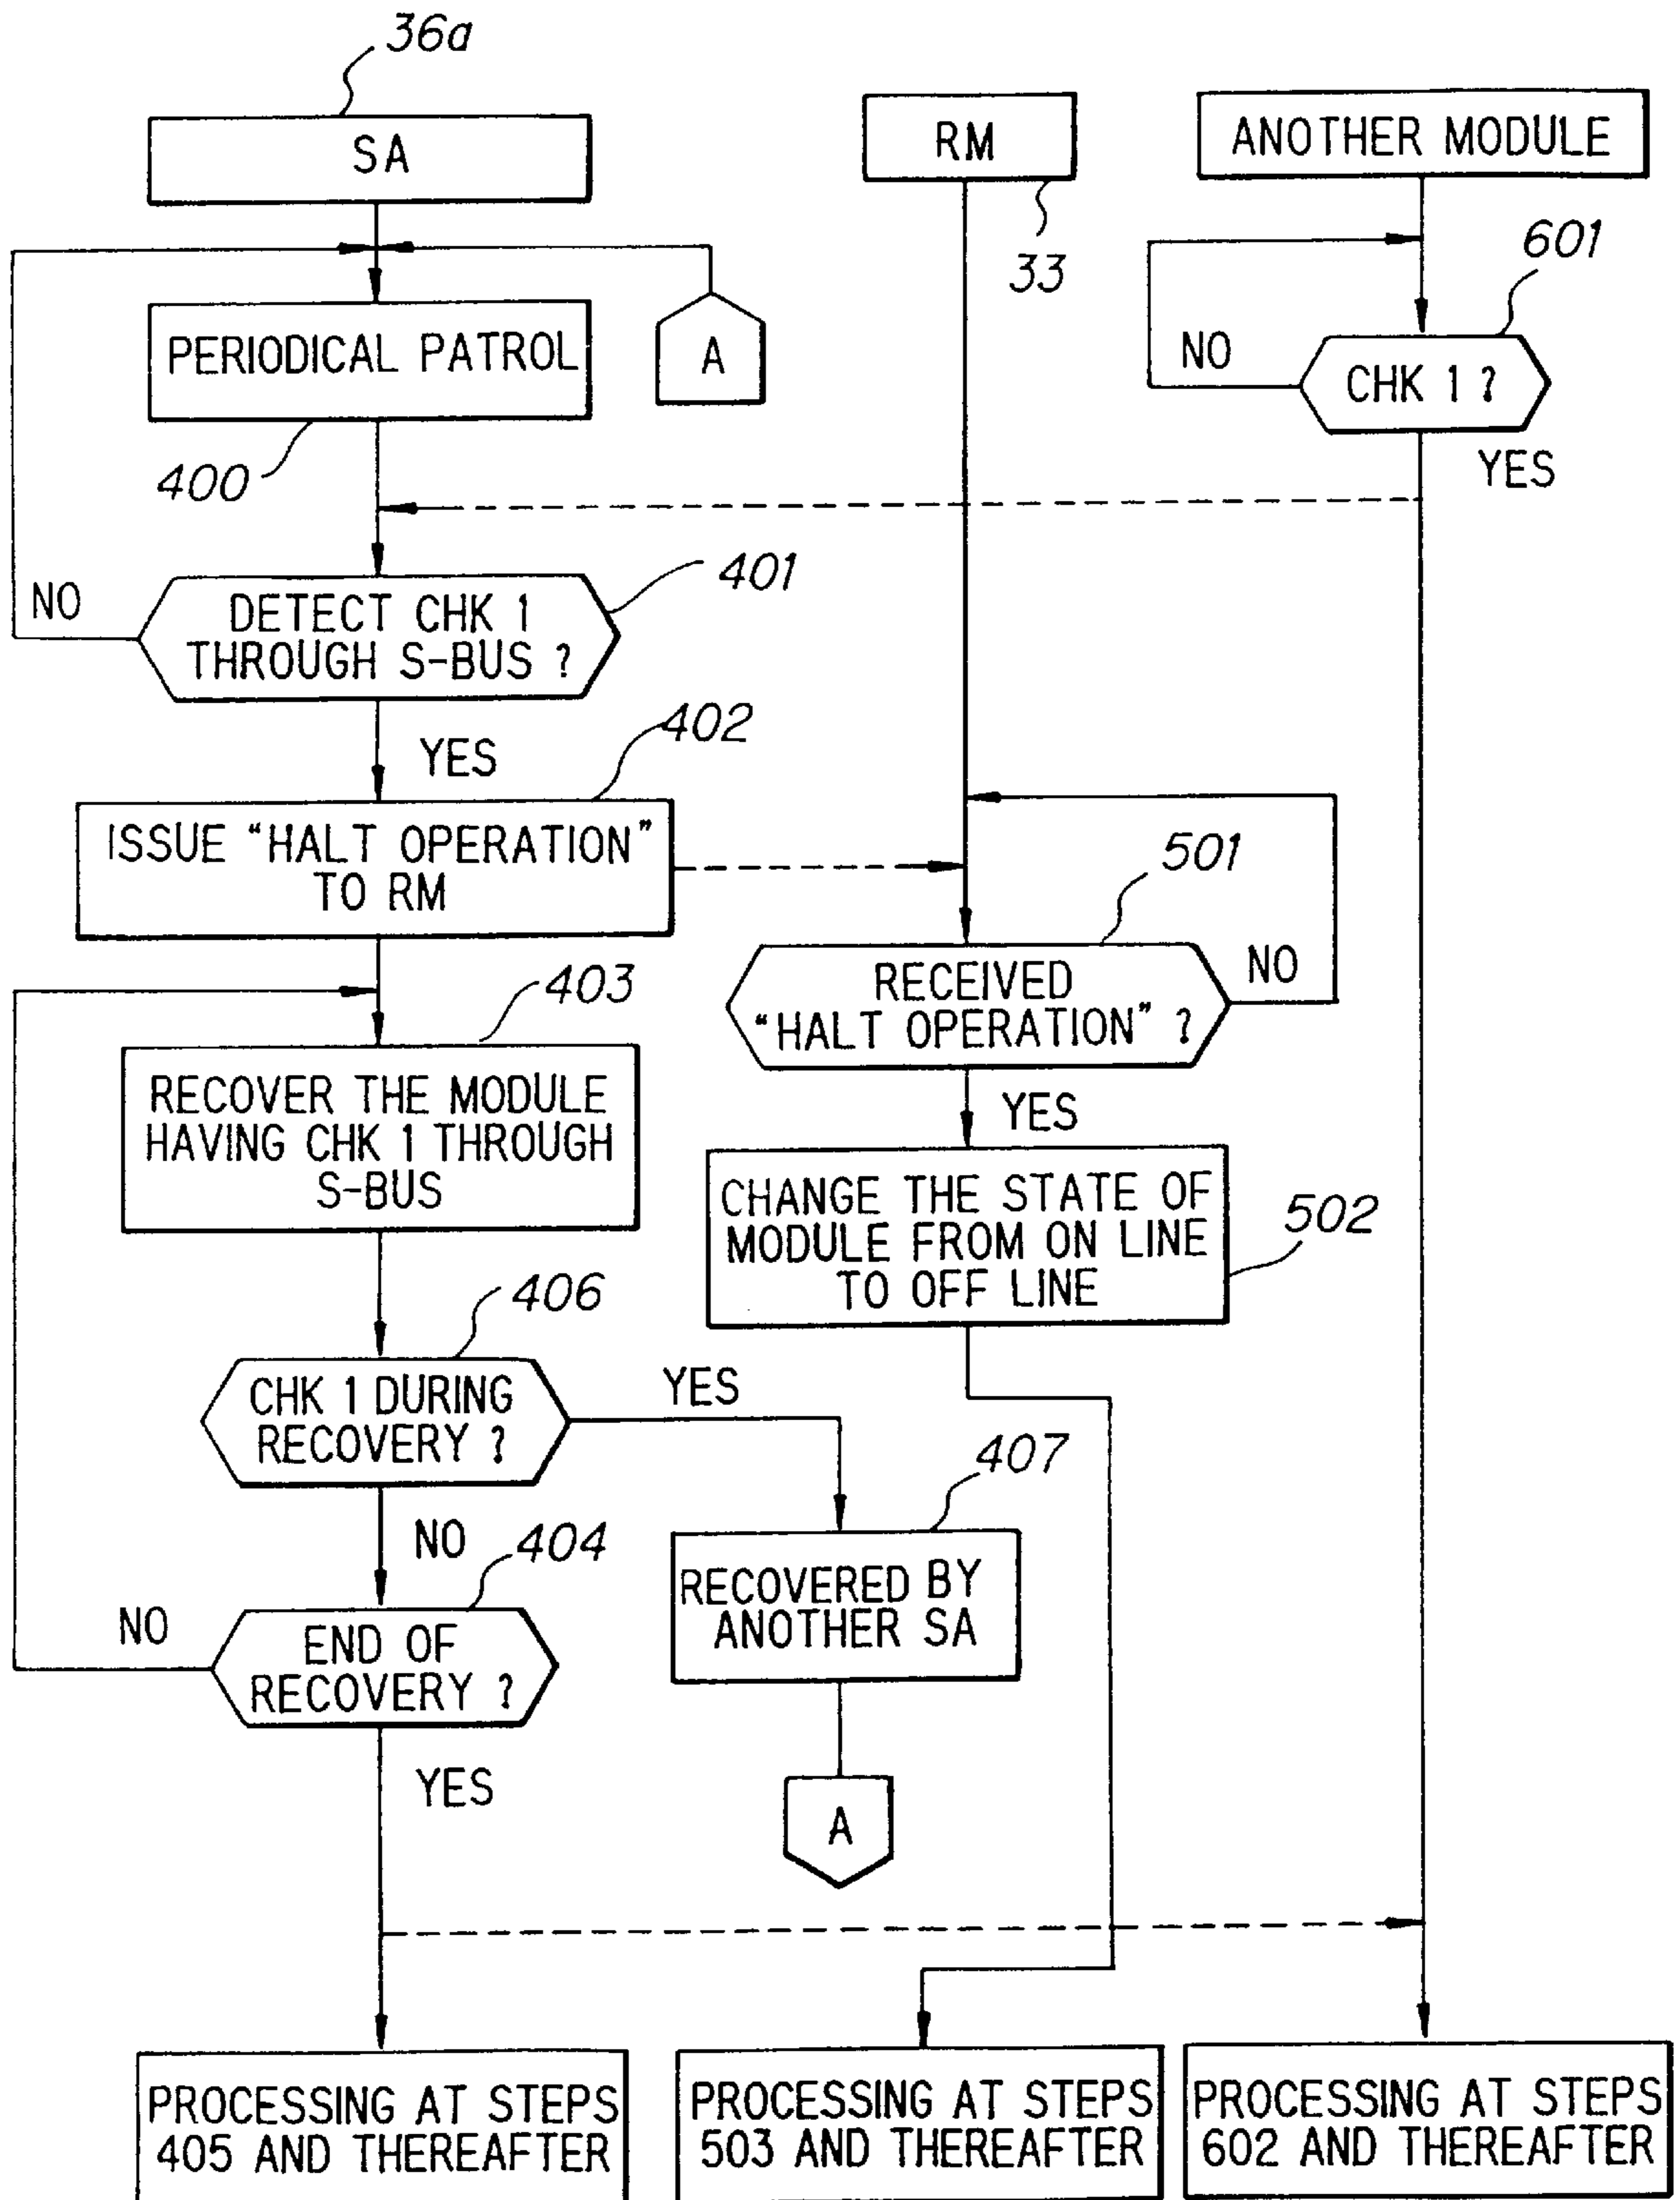 36a
SA
RM
ANOTHER MODULE
33
601
PERIODICAL PATROL
A
NO
CHK 1 ?
400
YES
401
NO
DETECT CHK 1
THROUGH S-BUS ?
402
YES
ISSUE “HALT OPERATION”
TO RM
501
403
RECEIVED
“HALT OPERATION” ?
NO
RECOVER THE MODULE
HAVING CHK 1 THROUGH
S-BUS
YES
CHANGE THE STATE OF
MODULE FROM ON LINE
TO OFF LINE
502
406
CHK 1 DURING
RECOVERY ?
YES
407
NO
404
RECOVERED BY
ANOTHER SA
NO
END OF
RECOVERY ?
YES
A
PROCESSING AT STEPS
405 AND THEREAFTER
PROCESSING AT STEPS
503 AND THEREAFTER
PROCESSING AT STEPS
602 AND THEREAFTER